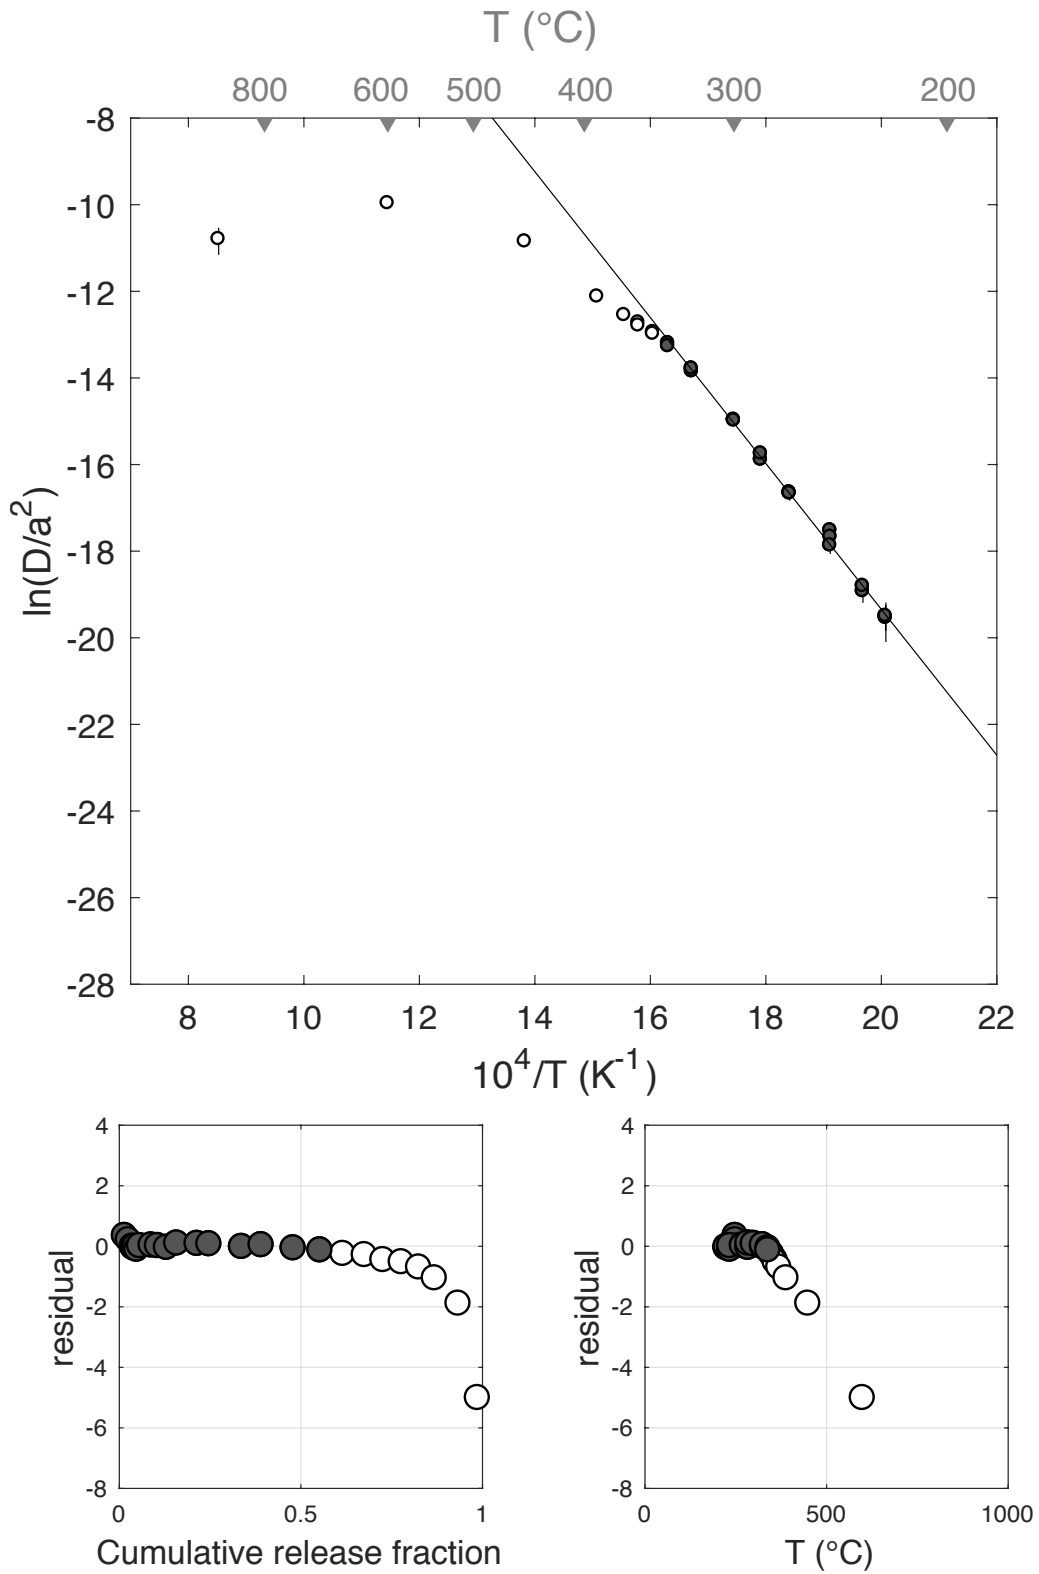 T (°C)
800 600 500 400 300 200
-8
-10
-12
-14
-16
-18
-20
-22
-24
-26
-28
ln(D/a²)
8 10 12 14 16 18 20 22
10⁴/T (K⁻¹)
4
2
0
-2
-4
-6
-8
residual
0 0.5 1
Cumulative release fraction
4
2
0
-2
-4
-6
-8
residual
0 500 1000
T (°C)